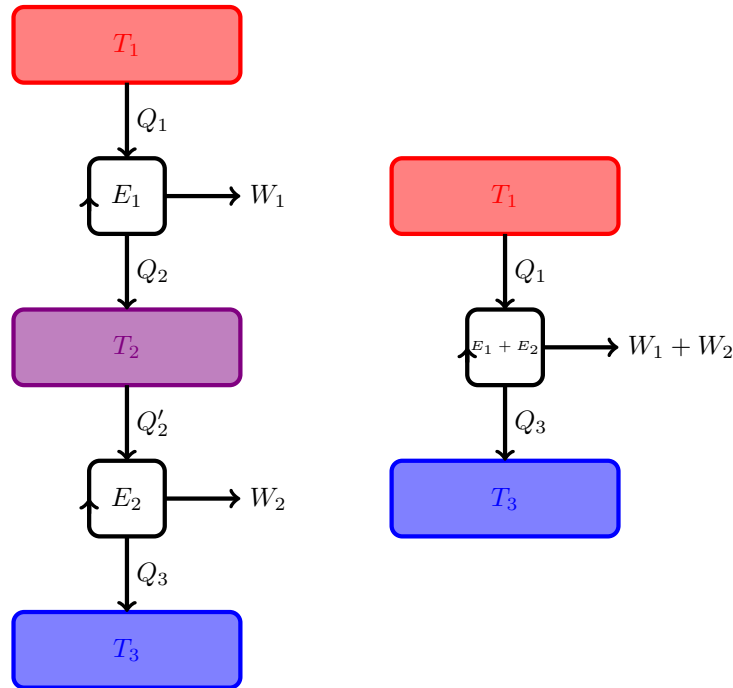 T₁
Q₁
E₁
W₁
Q₂
T₂
Q₂′
E₂
W₂
Q₃
T₃
T₁
Q₁
E₁ + E₂
W₁ + W₂
Q₃
T₃